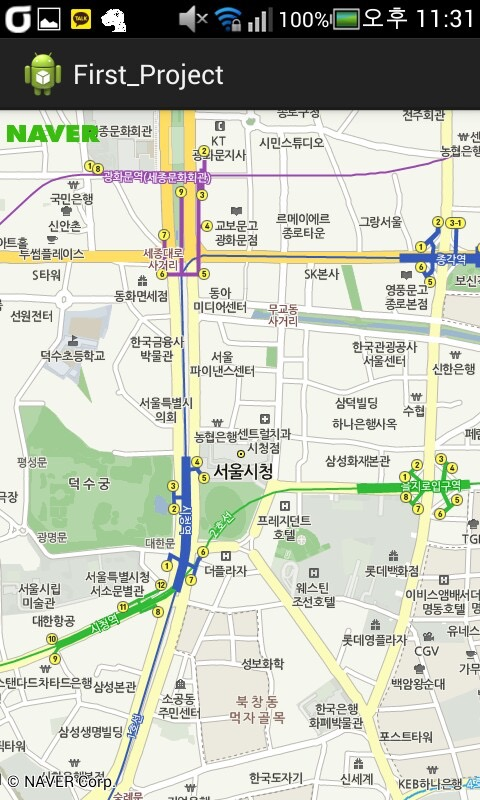 TALK
100%
오후 11:31
First_Project
NAVER
종문화회관
KT
광화문지사
시민스튜디오
전주회관
농협은행
광화문역(세종문화회관)
국민은행
신안촌
교보문고
광화문점
르메이에르
종로타운
그랑서울
아트홀
투썸플레이스
세종대로
사거리
S타워
동화면세점
SK본사
종각역
영풍문고
종로본점
보신각
선원전터
동아
미디어센터
무교동
사거리
덕수초등학교
한국금융사
박물관
서울
파이낸스센터
한국관광공사
서울센터
신한은행
서울특별시
의회
삼덕빌딩
수협
농협은행
센트럴치과
시청점
하나은행시옥
평성문
서울시청
삼성화재본관
덕수궁
을지로입구역
극장
광명문
시청역
2호선
대한문
프레지던트
호텔
더플라자
롯데백화점
서울시립
미술관
서울특별시청
서소문별관
웨스틴
조선호텔
이비스앰배서더
명동호텔
대한항공
시청역
롯데영플라자
유네스
CGV
성보화학
스탠다드차타드은행
삼성본관
백암왕순대
소공동
주민센터
북창동
먹자골목
한국은행
화폐박물관
1호선
삼성생명빌딩
포스트타워
한국도자기
신세계
KEB하나은행
© NAVER Corp.
숭례문